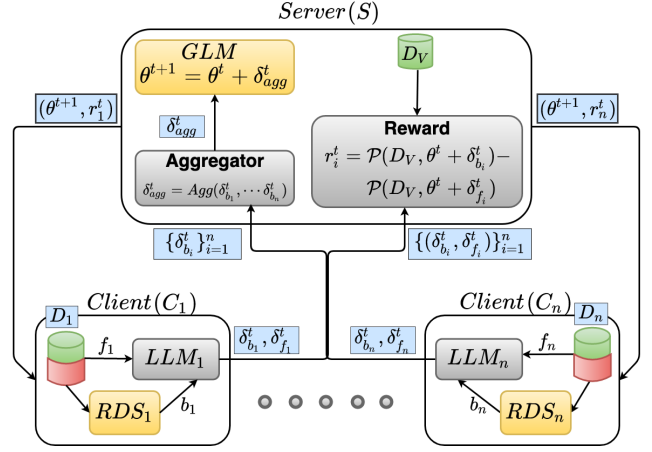 Server(S)
GLM
θ^{t+1} = θ^t + δ^t_{agg}
D_V
(θ^{t+1}, r^t_1)
(θ^{t+1}, r^t_n)
δ^t_{agg}
Aggregator
δ^t_{agg} = Agg(δ^t_{b_1}, ⋯ δ^t_{b_n})
Reward
r^t_i = P(D_V, θ^t + δ^t_{b_i})−
P(D_V, θ^t + δ^t_{f_i})
{δ^t_{b_i}}^n_{i=1}
{(δ^t_{b_i}, δ^t_{f_i})}^n_{i=1}
Client(C_1)
D_1
f_1
LLM_1
RDS_1
b_1
δ^t_{b_1}, δ^t_{f_1}
δ^t_{b_n}, δ^t_{f_n}
Client(C_n)
D_n
f_n
LLM_n
b_n
RDS_n